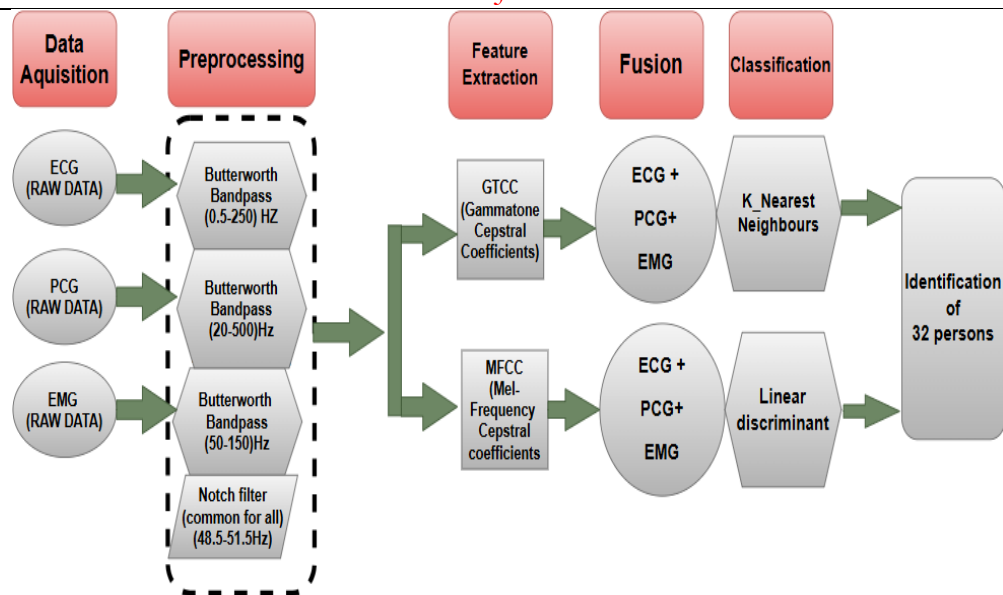 Data
Aquisition
Preprocessing
Feature
Extraction
Fusion
Classification
ECG
(RAW DATA)
Butterworth
Bandpass
(0.5-250) HZ
PCG
(RAW DATA)
Butterworth
Bandpass
(20-500)Hz
EMG
(RAW DATA)
Butterworth
Bandpass
(50-150)Hz
Notch filter
(common for all)
(48.5-51.5Hz)
GTCC
(Gammatone
Cepstral
Coefficients)
ECG +
PCG+
EMG
K_Nearest
Neighbours
MFCC
(Mel-
Frequency
Cepstral
coefficients
ECG +
PCG+
EMG
Linear
discriminant
Identification
of
32 persons